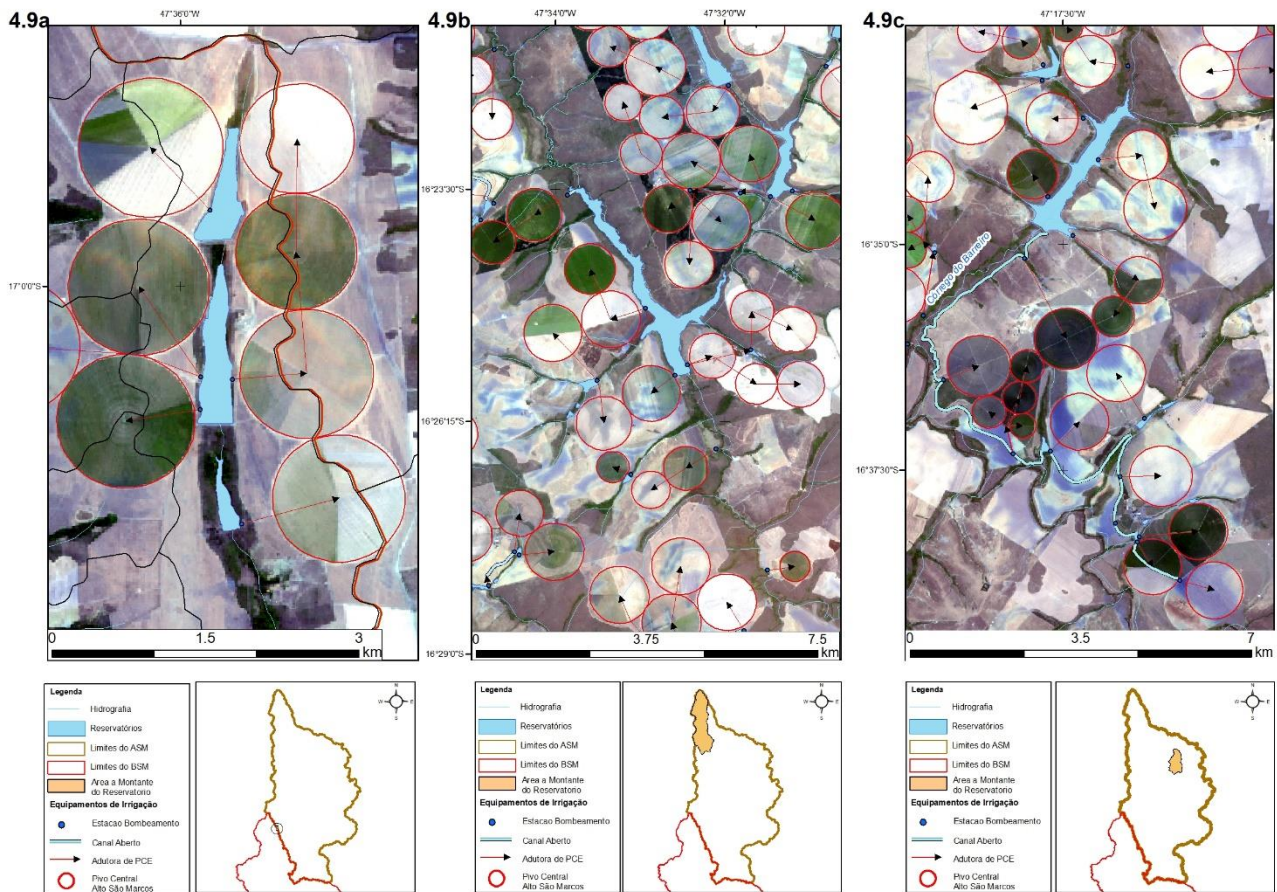 4.9a
47°36'0"W
17°0'0"S
0 1.5 3
km
4.9b
47°34'0"W 47°32'0"W
16°23'30"S
16°26'15"S
16°29'0"S
0 3.75 7.5
km
4.9c
47°17'30"W
16°35'0"S
Córrego do Barreiro
16°37'30"S
0 3.5 7
km
Legenda
Hidrografia
Reservatórios
Limites do ASM
Limites do BSM
Area a Montante
do Reservatorio
Equipamentos de Irrigação
Estacao Bombeamento
Canal Aberto
Adutora de PCE
Pivo Central
Alto São Marcos
N
W E
S
Legenda
Hidrografia
Reservatórios
Limites do ASM
Limites do BSM
Area a Montante
do Reservatorio
Equipamentos de Irrigação
Estacao Bombeamento
Canal Aberto
Adutora de PCE
Pivo Central
Alto São Marcos
N
W E
S
Legenda
Hidrografia
Reservatórios
Limites do ASM
Limites do BSM
Area a Montante
do Reservatorio
Equipamentos de Irrigação
Estacao Bombeamento
Canal Aberto
Adutora de PCE
Pivo Central
Alto São Marcos
N
W E
S